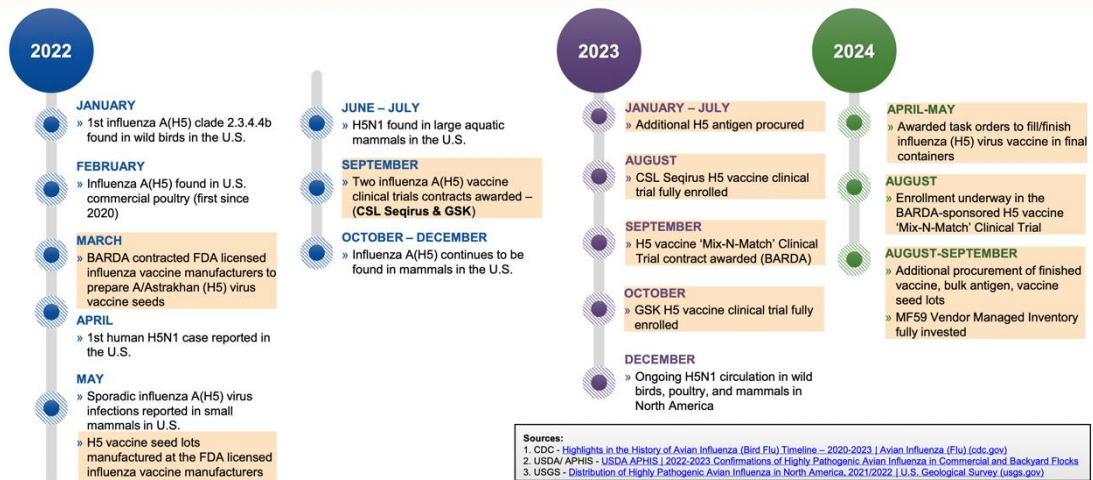 2022
JANUARY
» 1st influenza A(H5) clade 2.3.4.4b
found in wild birds in the U.S.
FEBRUARY
» Influenza A(H5) found in U.S.
commercial poultry (first since
2020)
MARCH
» BARDA contracted FDA licensed
influenza vaccine manufacturers to
prepare A/Astrakhan (H5) virus
vaccine seeds
APRIL
» 1st human H5N1 case reported in
the U.S.
MAY
» Sporadic influenza A(H5) virus
infections reported in small
mammals in U.S.
» H5 vaccine seed lots
manufactured at the FDA licensed
influenza vaccine manufacturers
JUNE – JULY
» H5N1 found in large aquatic
mammals in the U.S.
SEPTEMBER
» Two influenza A(H5) vaccine
clinical trials contracts awarded –
(CSL Seqirus & GSK)
OCTOBER – DECEMBER
» Influenza A(H5) continues to be
found in mammals in the U.S.
2023
JANUARY – JULY
» Additional H5 antigen procured
AUGUST
» CSL Seqirus H5 vaccine clinical
trial fully enrolled
SEPTEMBER
» H5 vaccine ‘Mix-N-Match’ Clinical
Trial contract awarded (BARDA)
OCTOBER
» GSK H5 vaccine clinical trial fully
enrolled
DECEMBER
» Ongoing H5N1 circulation in wild
birds, poultry, and mammals in
North America
2024
APRIL-MAY
» Awarded task orders to fill/finish
influenza (H5) virus vaccine in final
containers
AUGUST
» Enrollment underway in the
BARDA-sponsored H5 vaccine
‘Mix-N-Match’ Clinical Trial
AUGUST-SEPTEMBER
» Additional procurement of finished
vaccine, bulk antigen, vaccine
seed lots
» MF59 Vendor Managed Inventory
fully invested
Sources:
1. CDC - Highlights in the History of Avian Influenza (Bird Flu) Timeline – 2020-2023 | Avian Influenza (Flu) (cdc.gov)
2. USDA/ APHIS - USDA APHIS | 2022-2023 Confirmations of Highly Pathogenic Avian Influenza in Commercial and Backyard Flocks
3. USGS - Distribution of Highly Pathogenic Avian Influenza in North America, 2021/2022 | U.S. Geological Survey (usgs.gov)